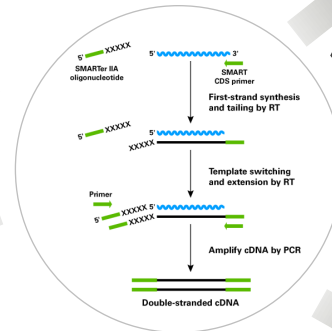 XXXXX
5'
SMARTer IIA
oligonucleotide
5'
3'
SMART
CDS primer
First-strand synthesis
and tailing by RT
5'
XXXXX
5'
XXXXX
Template switching
and extension by RT
Primer
5'
XXXXX
5'
XXXXX
Amplify cDNA by PCR
Double-stranded cDNA